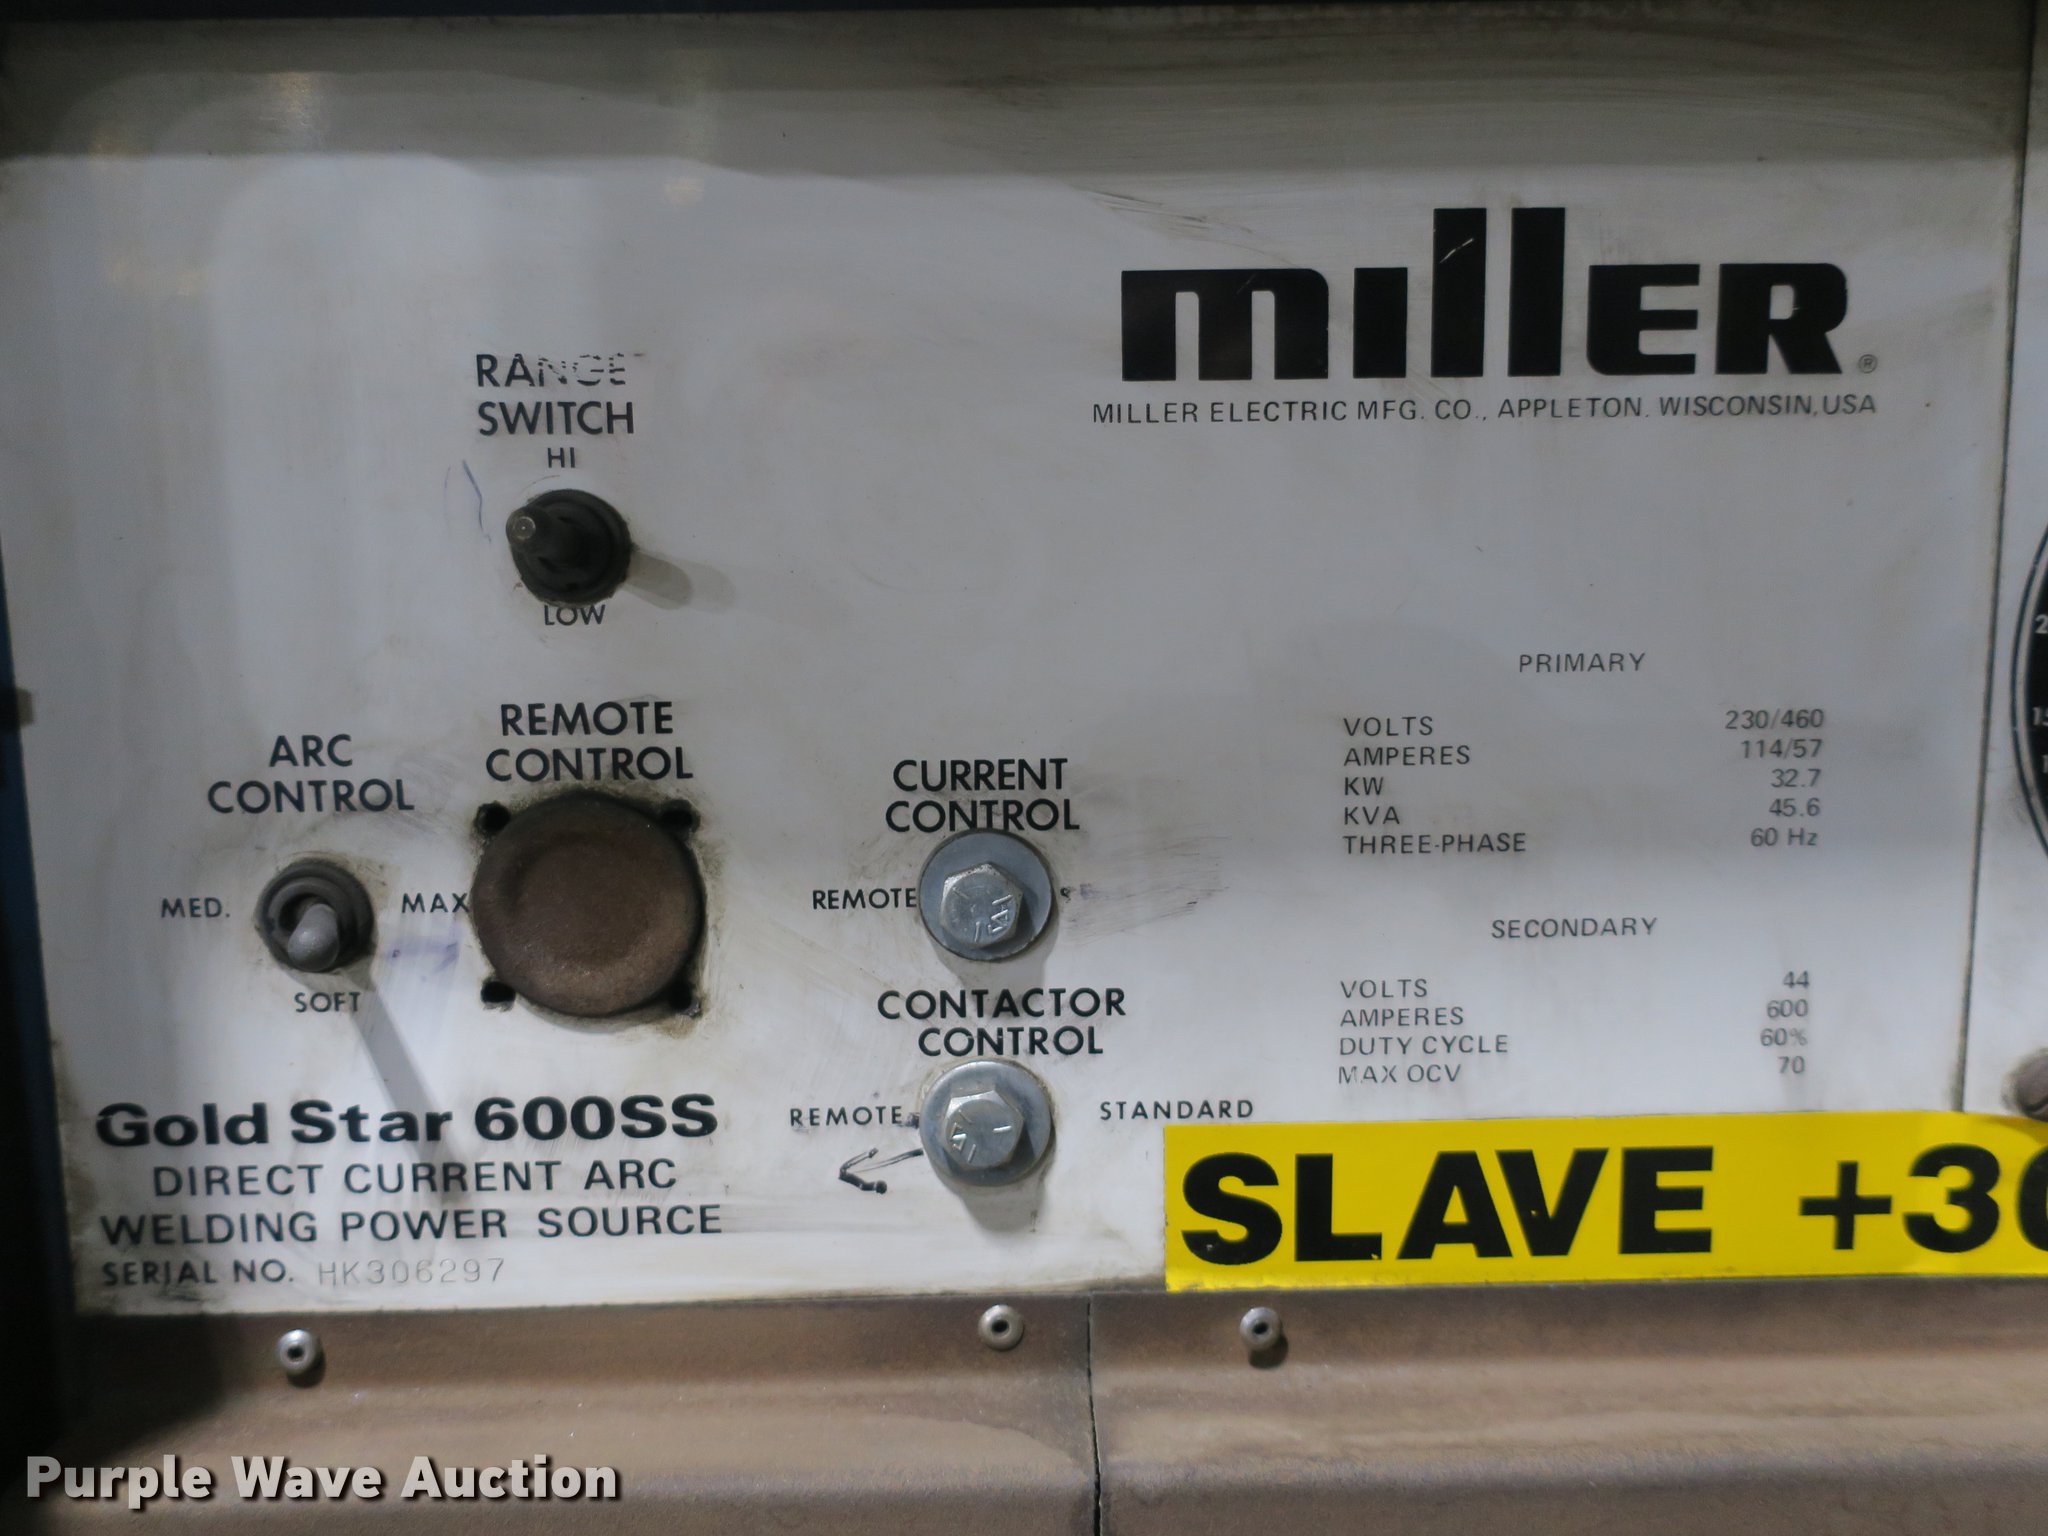 miller®
MILLER ELECTRIC MFG. CO., APPLETON, WISCONSIN, USA
RANGE
SWITCH
HI
LOW
ARC
CONTROL
MED.
MAX
SOFT
REMOTE
CONTROL
CURRENT
CONTROL
REMOTE
CONTACTOR
CONTROL
REMOTE STANDARD
PRIMARY
VOLTS 230/460
AMPERES 114/57
KW 32.7
KVA 45.6
THREE-PHASE 60 Hz
SECONDARY
VOLTS 44
AMPERES 600
DUTY CYCLE 60%
MAX OCV 70
Gold Star 600SS
DIRECT CURRENT ARC
WELDING POWER SOURCE
SERIAL NO. HK306297
SLAVE +30
Purple Wave Auction